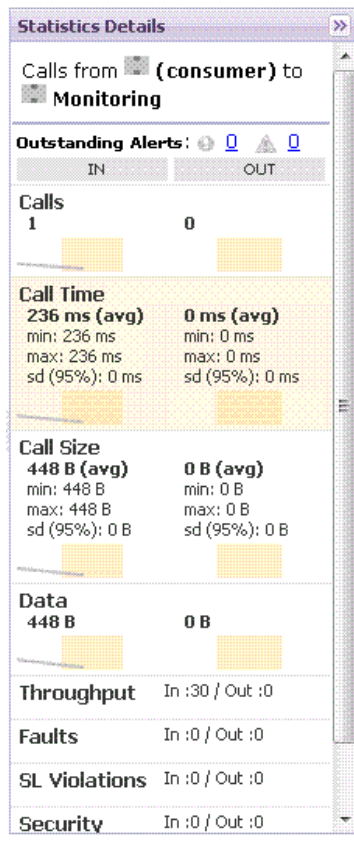 Statistics Details
Calls from (consumer) to
Monitoring
Outstanding Alerts: 0 0
IN OUT
Calls
1 0
Call Time
236 ms (avg) 0 ms (avg)
min: 236 ms min: 0 ms
max: 236 ms max: 0 ms
sd (95%): 0 ms sd (95%): 0 ms
Call Size
448 B (avg) 0 B (avg)
min: 448 B min: 0 B
max: 448 B max: 0 B
sd (95%): 0 B sd (95%): 0 B
Data
448 B 0 B
Throughput In :30 / Out :0
Faults In :0 / Out :0
SL Violations In :0 / Out :0
Security In :0 / Out :0